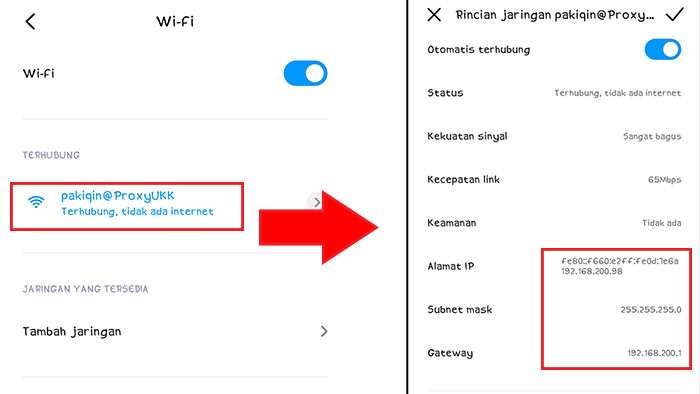 Wi-Fi
Wi-Fi
TERHUBUNG
pakiqin@ProxyUKK
Terhubung, tidak ada internet
JARINGAN YANG TERSEDIA
Tambah jaringan
Rincian jaringan pakiqin@Proxy...
Otomatis terhubung
Status
Terhubung, tidak ada internet
Kekuatan sinyal
Sangat bagus
Kecepatan link
65Mbps
Keamanan
Tidak ada
Alamat IP
fe80::f660:e2ff:fe0d:1e6a
192.168.200.98
Subnet mask
255.255.255.0
Gateway
192.168.200.1